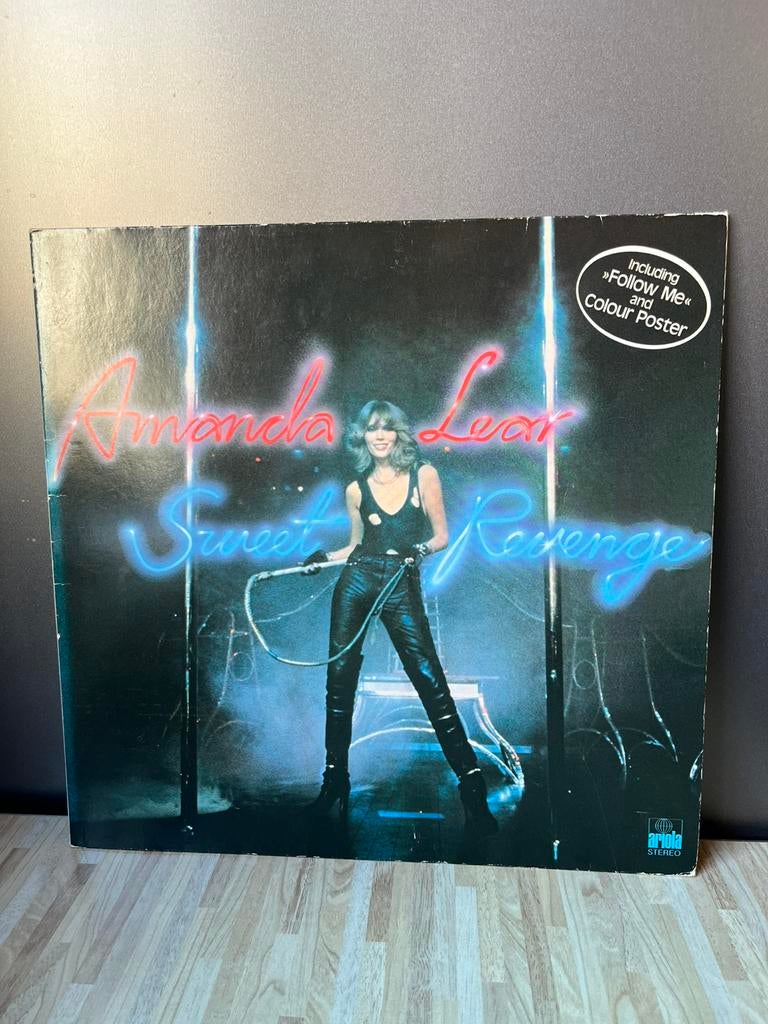 Including
»Follow Me«
and
Colour Poster
Amanda Lear
Sweet Revenge
ariola
STEREO